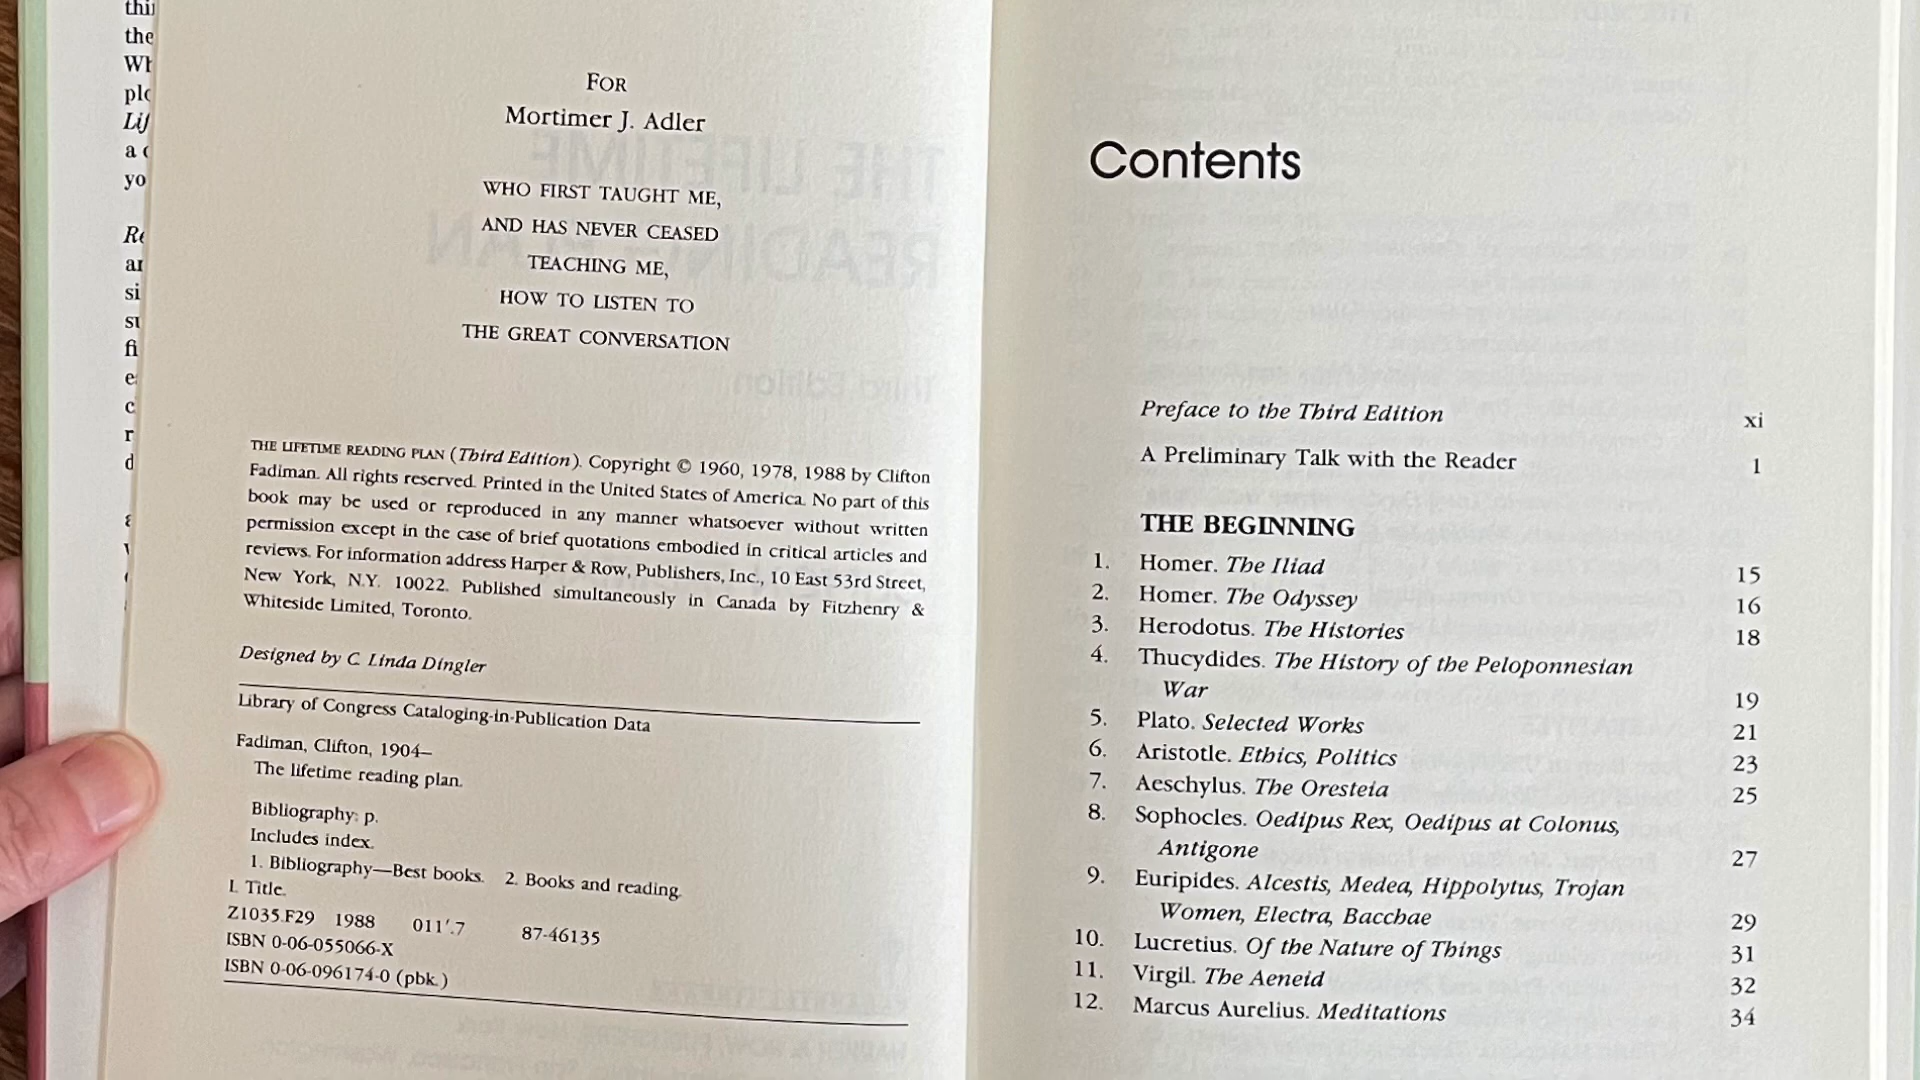 the
yo
FOR
Mortimer J. Adler
WHO FIRST TAUGHT ME,
AND HAS NEVER CEASED
TEACHING ME,
HOW TO LISTEN TO
THE GREAT CONVERSATION
THE LIFETIME READING PLAN (Third Edition). Copyright © 1960, 1978, 1988 by Clifton
Fadiman. All rights reserved. Printed in the United States of America. No part of this
book may be used or reproduced in any manner whatsoever without written
permission except in the case of brief quotations embodied in critical articles and
reviews. For information address Harper & Row, Publishers, Inc., 10 East 53rd Street,
New York, N.Y. 10022. Published simultaneously in Canada by Fitzhenry &
Whiteside Limited, Toronto.
Designed by C. Linda Dingler
Library of Congress Cataloging-in-Publication Data
Fadiman, Clifton, 1904–
The lifetime reading plan.
Bibliography: p.
Includes index.
1. Bibliography—Best books. 2. Books and reading.
I. Title.
Z1035.F29 1988 011'.7 87-46135
ISBN 0-06-055066-X
ISBN 0-06-096174-0 (pbk.)
Contents
Preface to the Third Edition xi
A Preliminary Talk with the Reader 1
THE BEGINNING
1. Homer. The Iliad 15
2. Homer. The Odyssey 16
3. Herodotus. The Histories 18
4. Thucydides. The History of the Peloponnesian
War 19
5. Plato. Selected Works 21
6. Aristotle. Ethics, Politics 23
7. Aeschylus. The Oresteia 25
8. Sophocles. Oedipus Rex, Oedipus at Colonus,
Antigone 27
9. Euripides. Alcestis, Medea, Hippolytus, Trojan
Women, Electra, Bacchae 29
10. Lucretius. Of the Nature of Things 31
11. Virgil. The Aeneid 32
12. Marcus Aurelius. Meditations 34